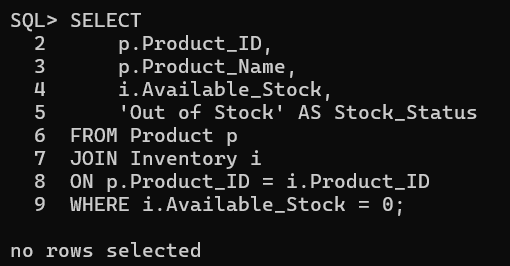 SQL> SELECT
  2      p.Product_ID,
  3      p.Product_Name,
  4      i.Available_Stock,
  5      'Out of Stock' AS Stock_Status
  6  FROM Product p
  7  JOIN Inventory i
  8  ON p.Product_ID = i.Product_ID
  9  WHERE i.Available_Stock = 0;
no rows selected